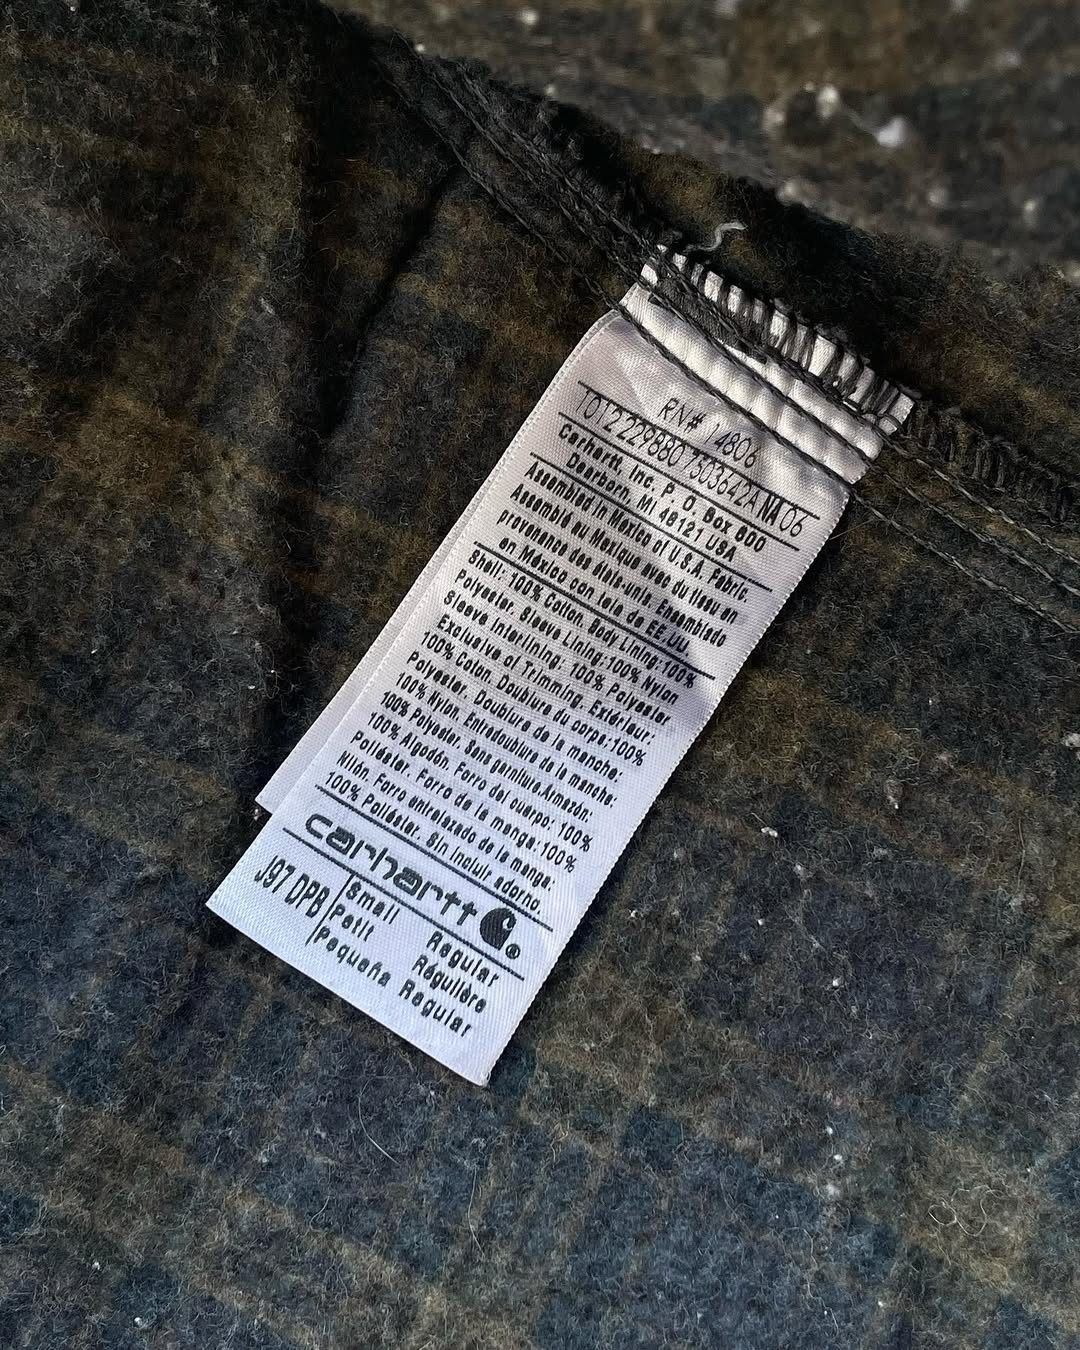 RN# 14806
T012229880 7503642A NA 06
Carhartt, Inc. P. O. Box 600
Dearborn, MI 48121 USA
Assembled in Mexico of U.S.A. Fabric.
Assemblé au Mexique avec du tissu en
provenance des états-unis. Ensamblado
en México con tela de EE.UU.
Shell: 100% Cotton. Body Lining: 100%
Polyester. Sleeve Lining: 100% Nylon
Sleeve Interlining: 100% Polyester
Exclusive of Trimming. Extérieur:
100% Coton. Doublure du corps: 100%
Polyester. Doublure de la manche:
100% Nylon. Entredoublure de la manche:
100% Polyester. Sans garniture. Armazón:
100% Algodón. Forro del cuerpo: 100%
Poliéster. Forro de la manga: 100%
Nilón. Forro entrelazado de la manga:
100% Poliéster. Sin incluir adorno.
carhartt ®
J97 DPB Small Regular
Petit Régulière
Pequeña Regular